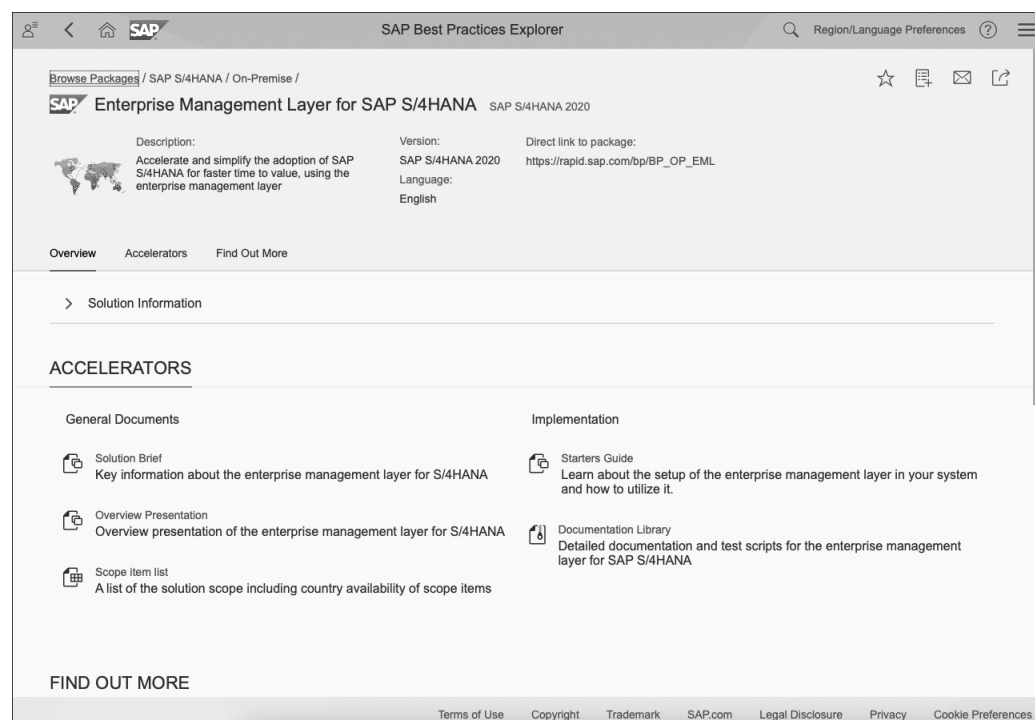 SAP SAP Best Practices Explorer Region/Language Preferences ?
Browse Packages / SAP S/4HANA / On-Premise /
SAP Enterprise Management Layer for SAP S/4HANA SAP S/4HANA 2020
Description: Version: Direct link to package:
Accelerate and simplify the adoption of SAP SAP S/4HANA 2020 https://rapid.sap.com/bp/BP_OP_EML
S/4HANA for faster time to value, using the Language:
enterprise management layer English
Overview Accelerators Find Out More
Solution Information
ACCELERATORS
General Documents
Solution Brief
Key information about the enterprise management layer for S/4HANA
Overview Presentation
Overview presentation of the enterprise management layer for S/4HANA
Scope item list
A list of the solution scope including country availability of scope items
Implementation
Starters Guide
Learn about the setup of the enterprise management layer in your system
and how to utilize it.
Documentation Library
Detailed documentation and test scripts for the enterprise management
layer for SAP S/4HANA
FIND OUT MORE
Terms of Use Copyright Trademark SAP.com Legal Disclosure Privacy Cookie Preferences